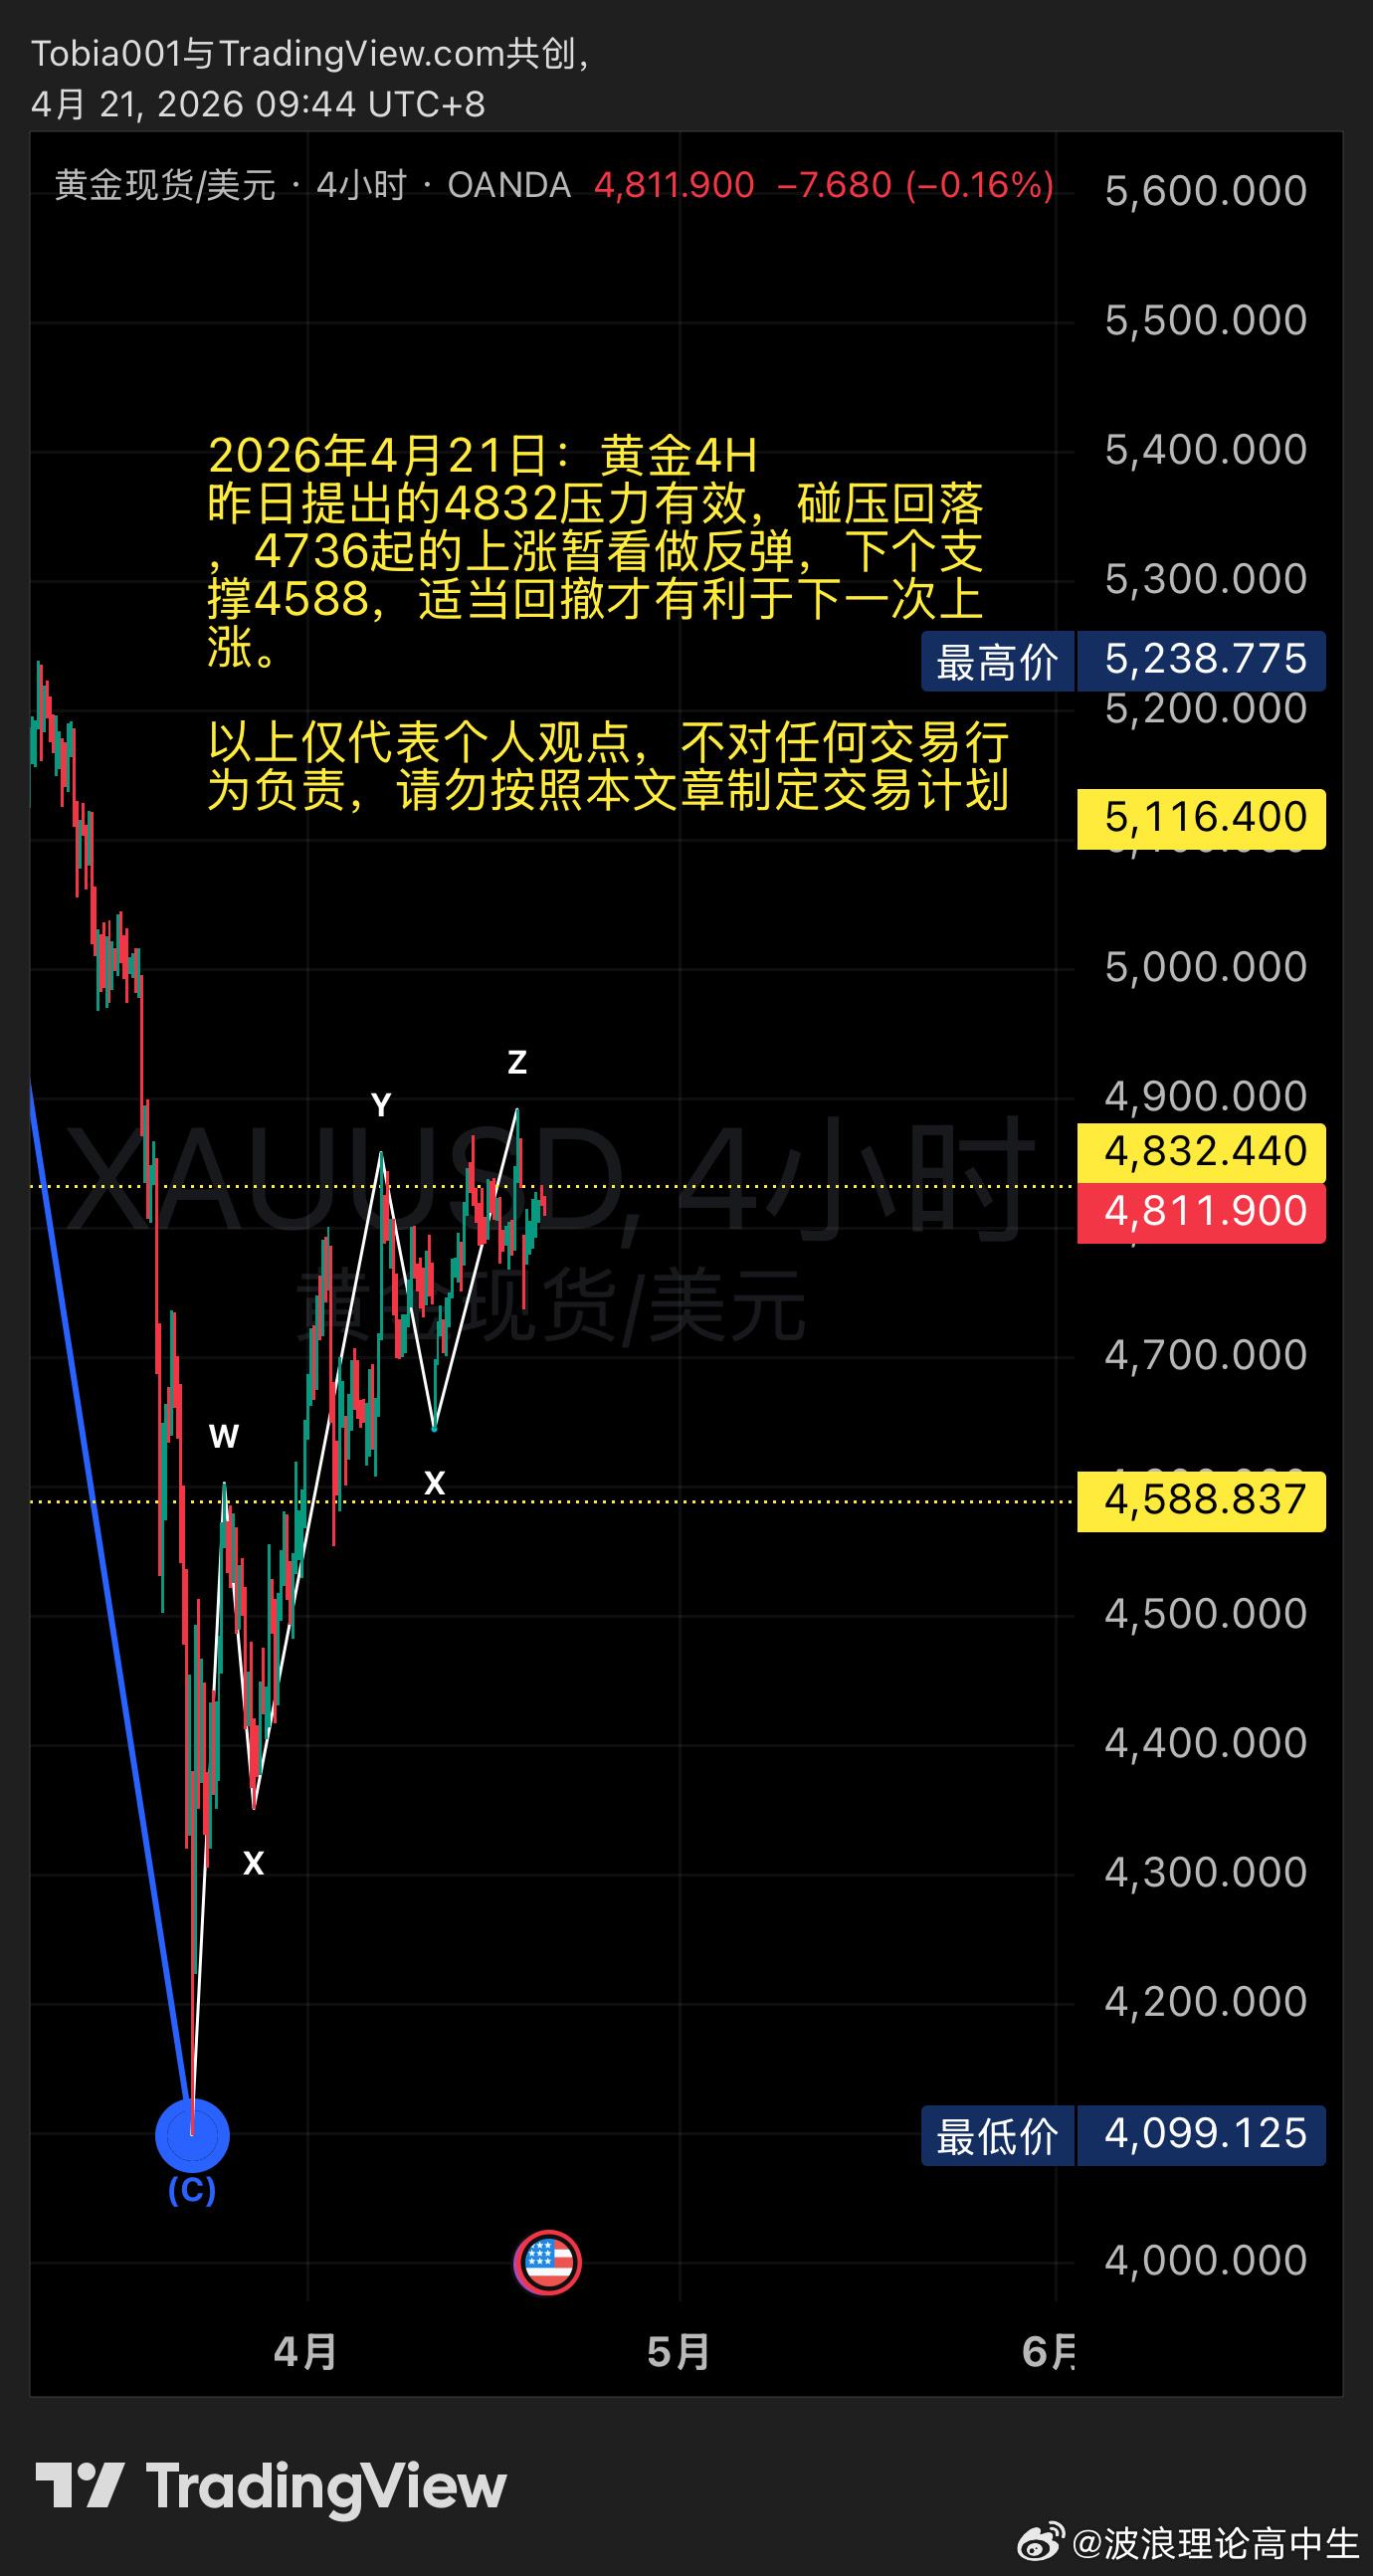 Tobia001与TradingView.com共创，
4月 21, 2026 09:44 UTC+8
黄金现货/美元 · 4小时 · OANDA 4,811.900 −7.680 (−0.16%)
5,600.000
5,500.000
2026年4月21日：黄金4H
昨日提出的4832压力有效，碰压回落
，4736起的上涨暂看做反弹，下个支
撑4588，适当回撤才有利于下一次上
涨。
以上仅代表个人观点，不对任何交易行
为负责，请勿按照本文章制定交易计划
5,400.000
5,300.000
最高价 5,238.775
5,200.000
5,116.400
5,000.000
4,900.000
4,832.440
4,811.900
4,700.000
4,588.837
4,500.000
4,400.000
4,300.000
4,200.000
最低价 4,099.125
4,000.000
XAUUSD, 4小时
黄金现货/美元
Z
Y
W
X
X
(C)
4月 5月 6月
TradingView
@波浪理论高中生